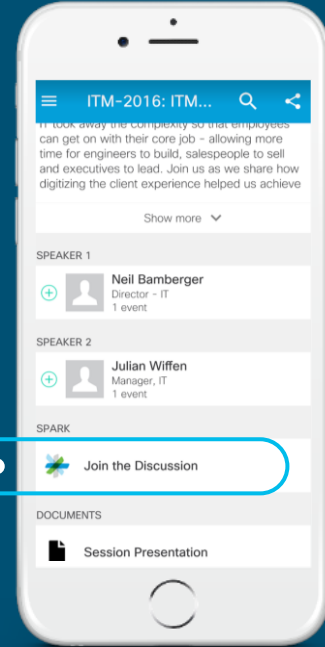 ITM-2016: ITM...
IT took away the complexity so that employees
can get on with their core job - allowing more
time for engineers to build, salespeople to sell
and executives to lead. Join us as we share how
digitizing the client experience helped us achieve
Show more
SPEAKER 1
Neil Bamberger
Director - IT
1 event
SPEAKER 2
Julian Wiffen
Manager, IT
1 event
SPARK
Join the Discussion
DOCUMENTS
Session Presentation